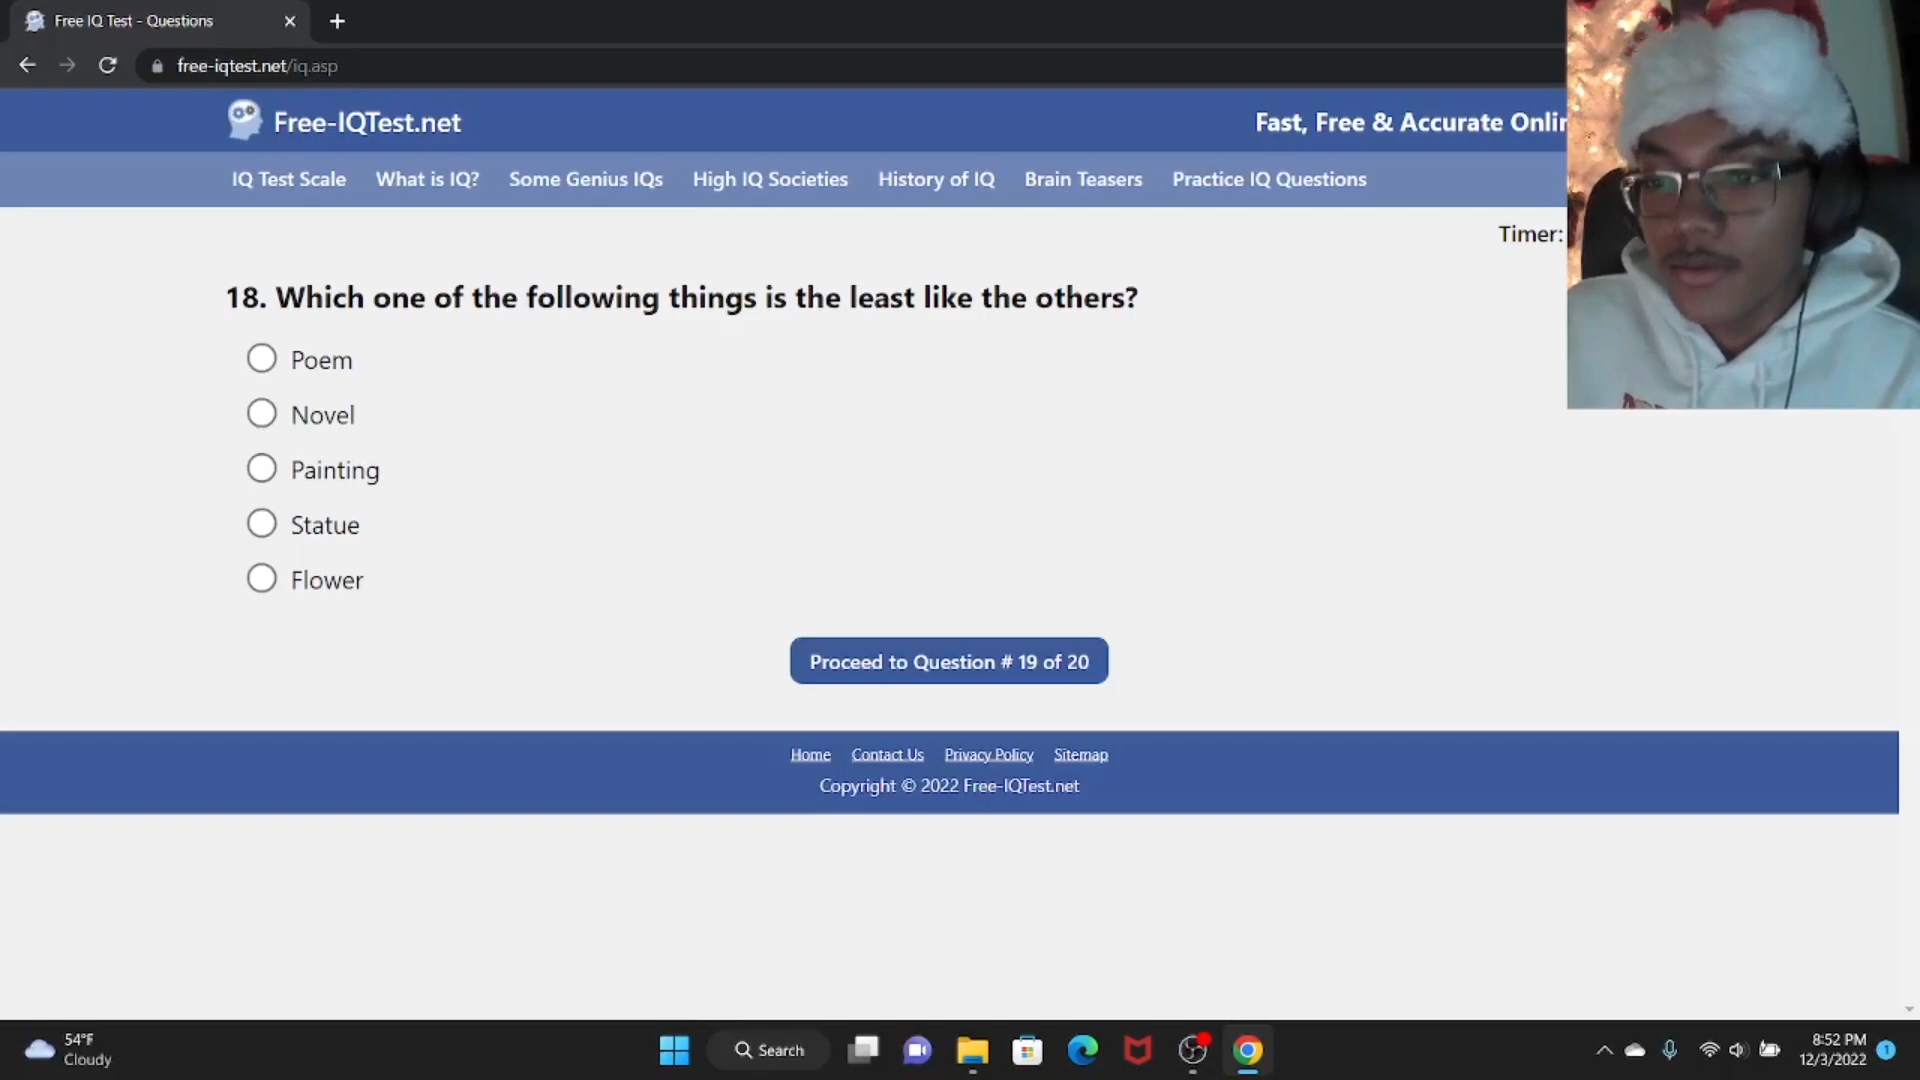 Free IQ Test - Questions
free-iqtest.net/iq.asp
Free-IQTest.net
Fast, Free & Accurate
IQ Test Scale What is IQ? Some Genius IQs High IQ Societies History of IQ Brain Teasers Practice IQ Questions
Timer:
18. Which one of the following things is the least like the others?
Poem
Novel
Painting
Statue
Flower
Proceed to Question # 19 of 20
Home Contact Us Privacy Policy Sitemap
Copyright © 2022 Free-IQTest.net
54°F
Cloudy
Search
8:52 PM
12/3/2022
1